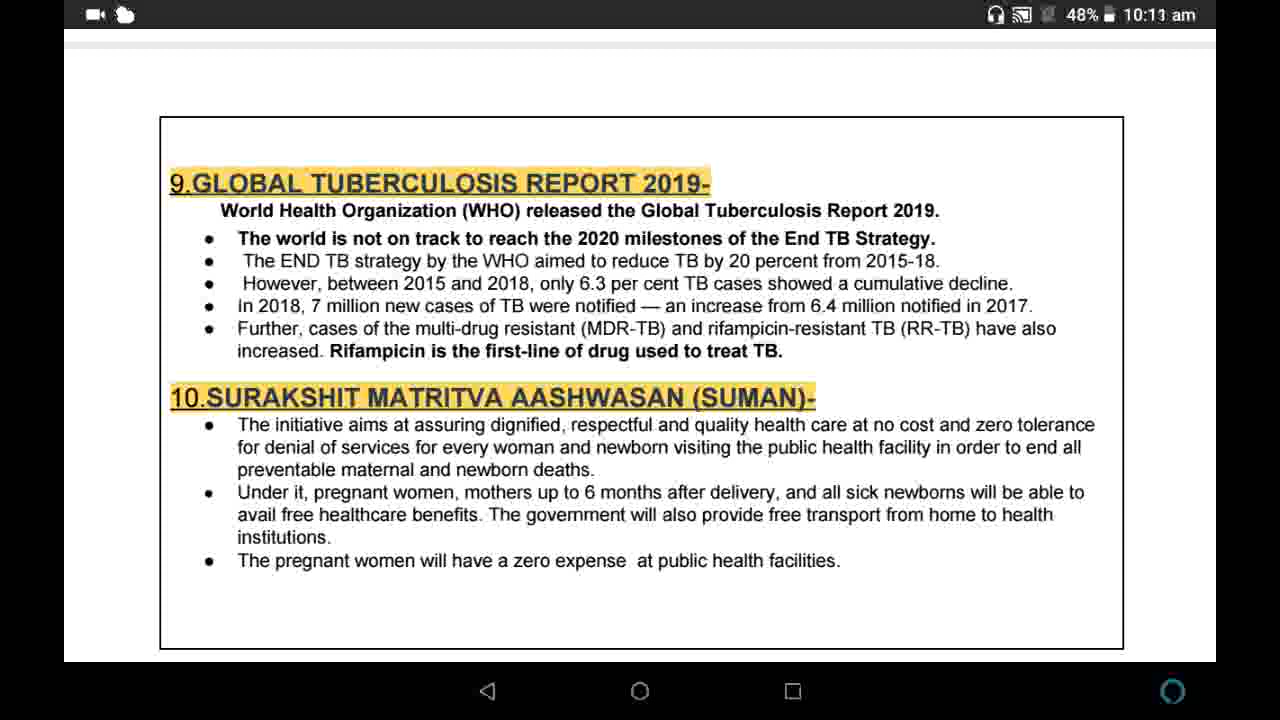 48% 10:11 am
9.GLOBAL TUBERCULOSIS REPORT 2019-
World Health Organization (WHO) released the Global Tuberculosis Report 2019.
● The world is not on track to reach the 2020 milestones of the End TB Strategy.
● The END TB strategy by the WHO aimed to reduce TB by 20 percent from 2015-18.
● However, between 2015 and 2018, only 6.3 per cent TB cases showed a cumulative decline.
● In 2018, 7 million new cases of TB were notified — an increase from 6.4 million notified in 2017.
● Further, cases of the multi-drug resistant (MDR-TB) and rifampicin-resistant TB (RR-TB) have also
increased. Rifampicin is the first-line of drug used to treat TB.
10.SURAKSHIT MATRITVA AASHWASAN (SUMAN)-
● The initiative aims at assuring dignified, respectful and quality health care at no cost and zero tolerance
for denial of services for every woman and newborn visiting the public health facility in order to end all
preventable maternal and newborn deaths.
● Under it, pregnant women, mothers up to 6 months after delivery, and all sick newborns will be able to
avail free healthcare benefits. The government will also provide free transport from home to health
institutions.
● The pregnant women will have a zero expense at public health facilities.